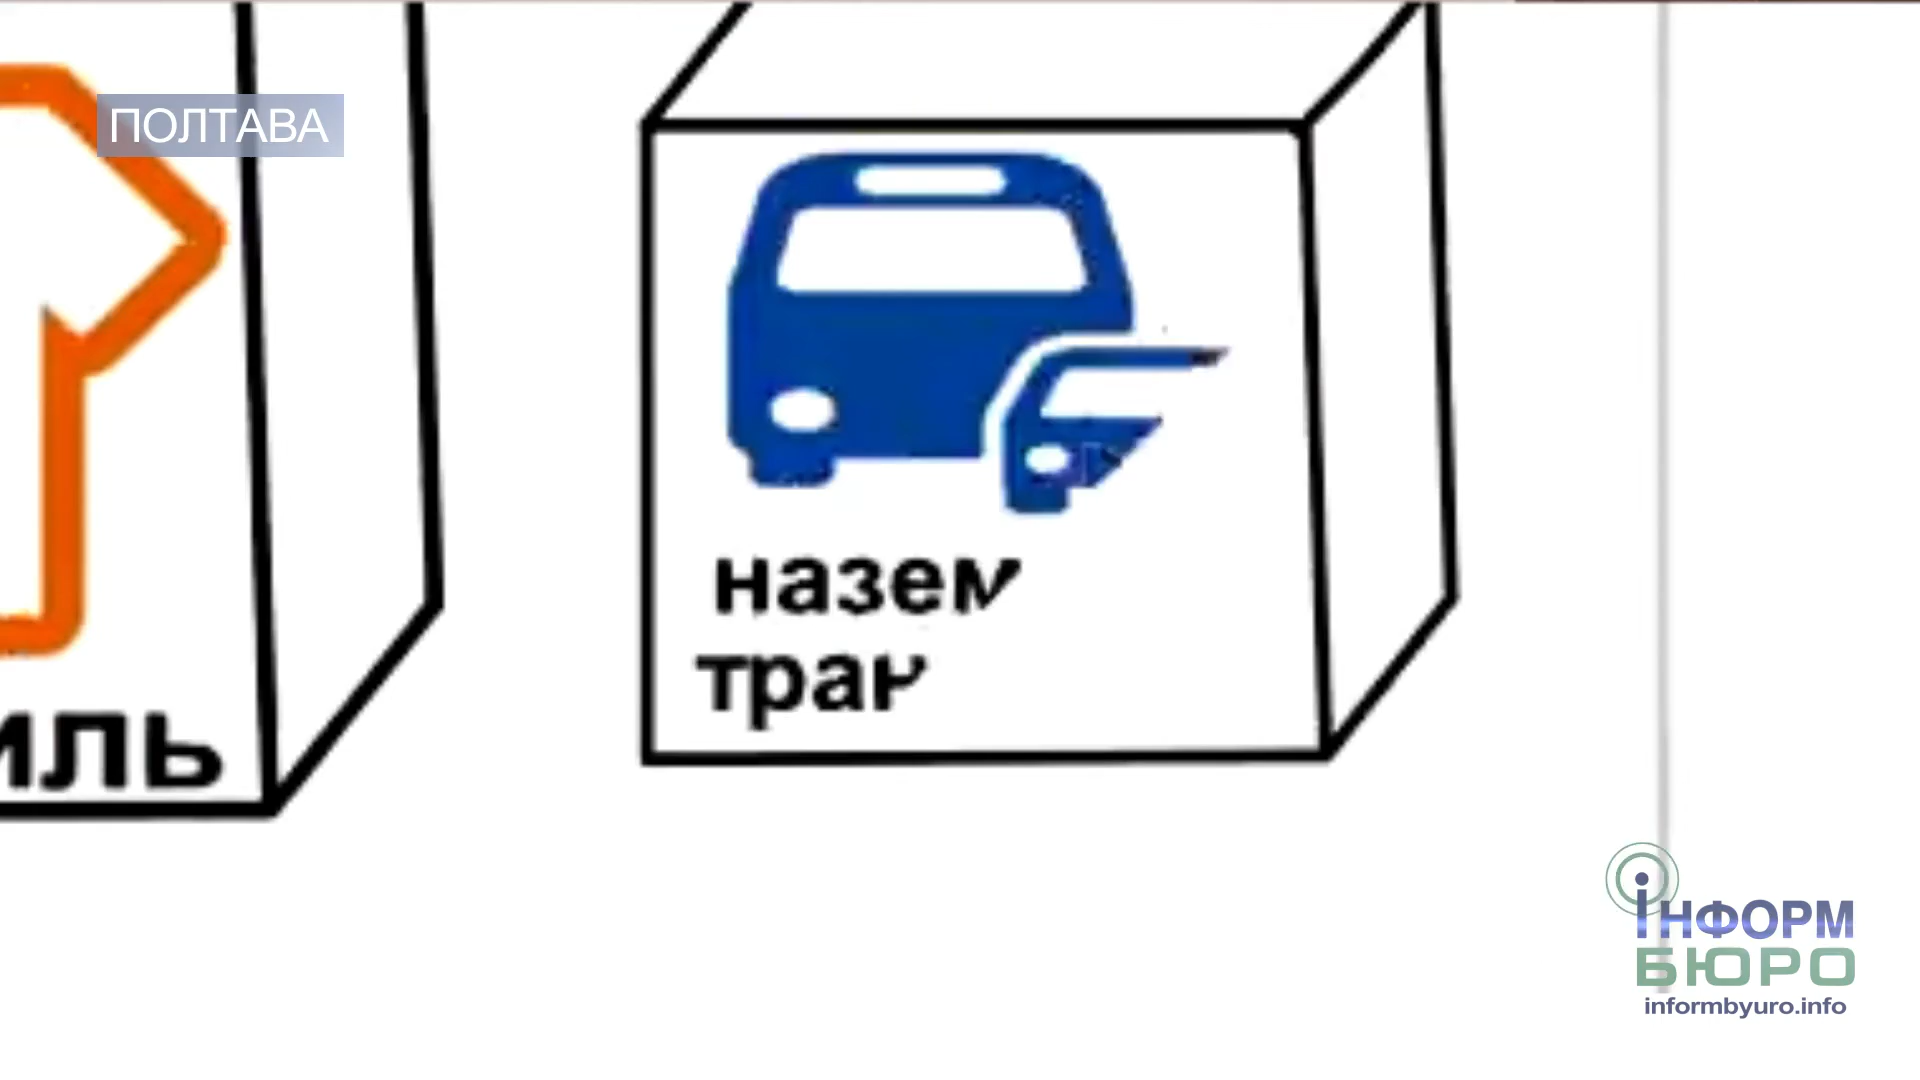 ПОЛТАВА
назем
тран
иль
інФОРМ
БЮРО
informbyuro.info